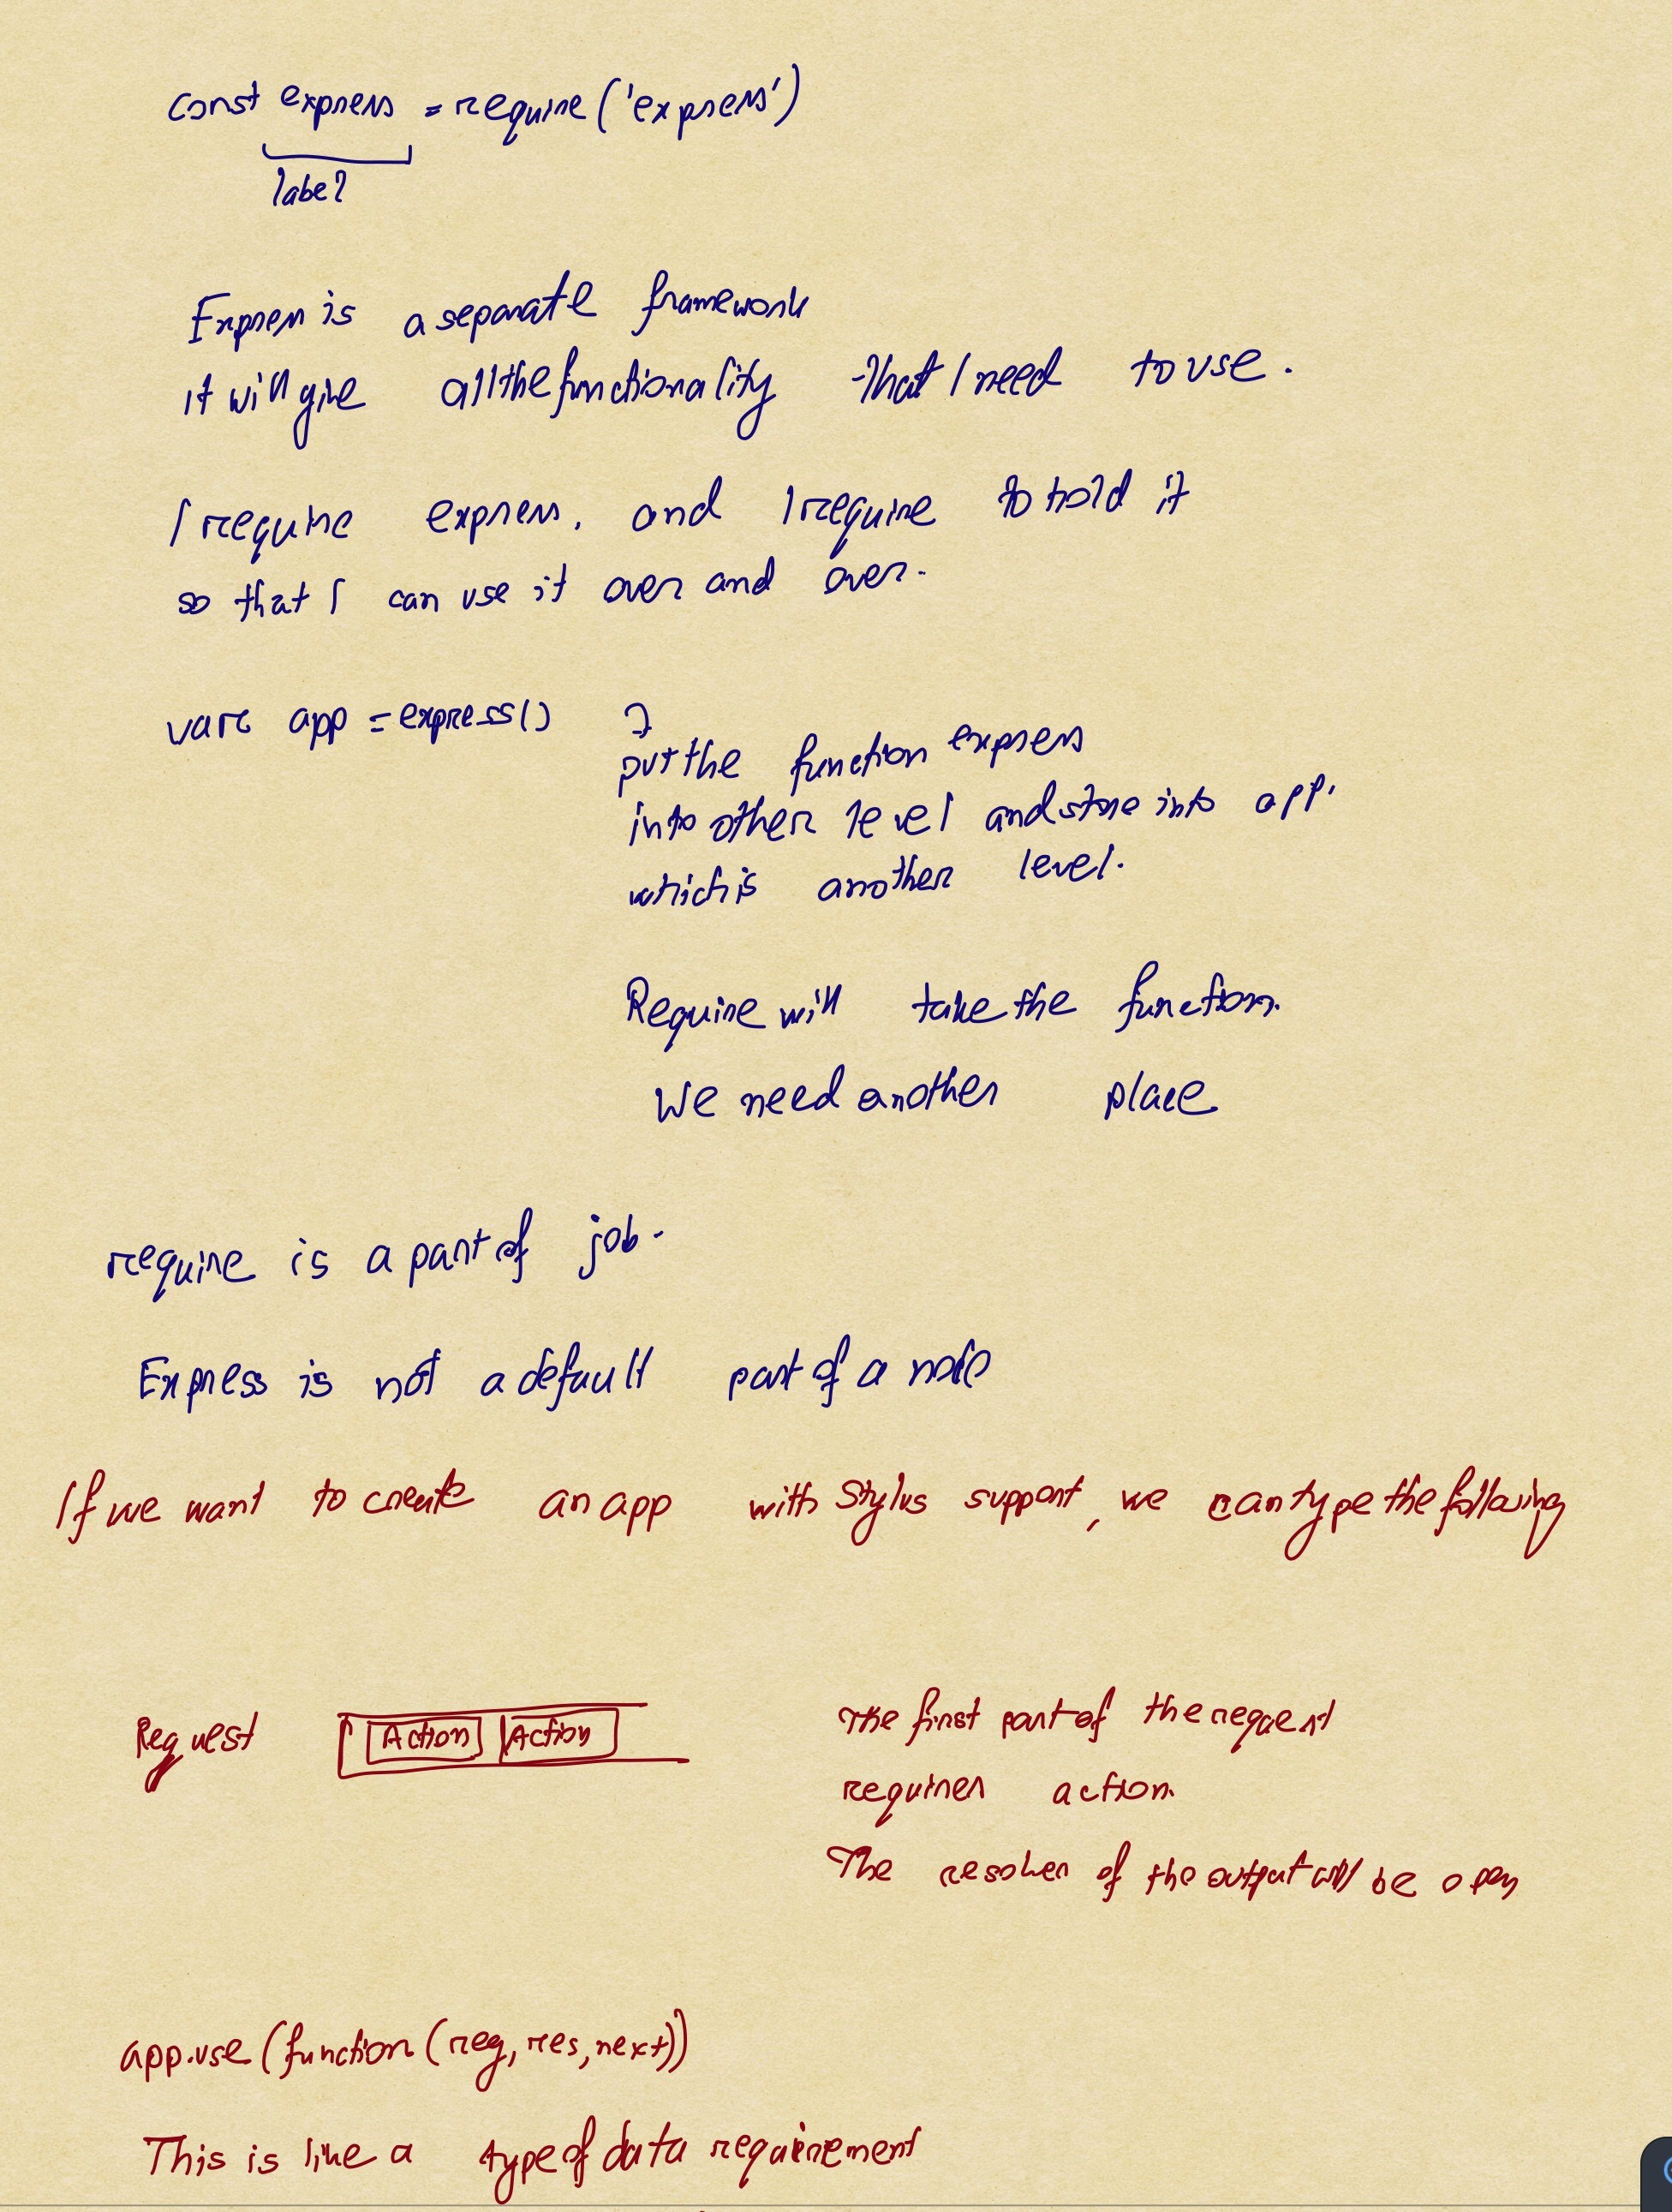 const express = require('express')
label
Express is a separate framework
it will give all the functionality that I need to use.
I require express, and I require to hold it
so that I can use it over and over.
var app = express() }
put the function express
into other level and store into app.
which is another level.
Require will take the function.
We need another place
require is a part of job.
Express is not a default part of a node
If we want to create an app with Stylus support, we can type the following
Request Action Action
The first part of the request
requires action.
The of the output will be open
app.use(function(req, res, next))
This is like a type of data requirement